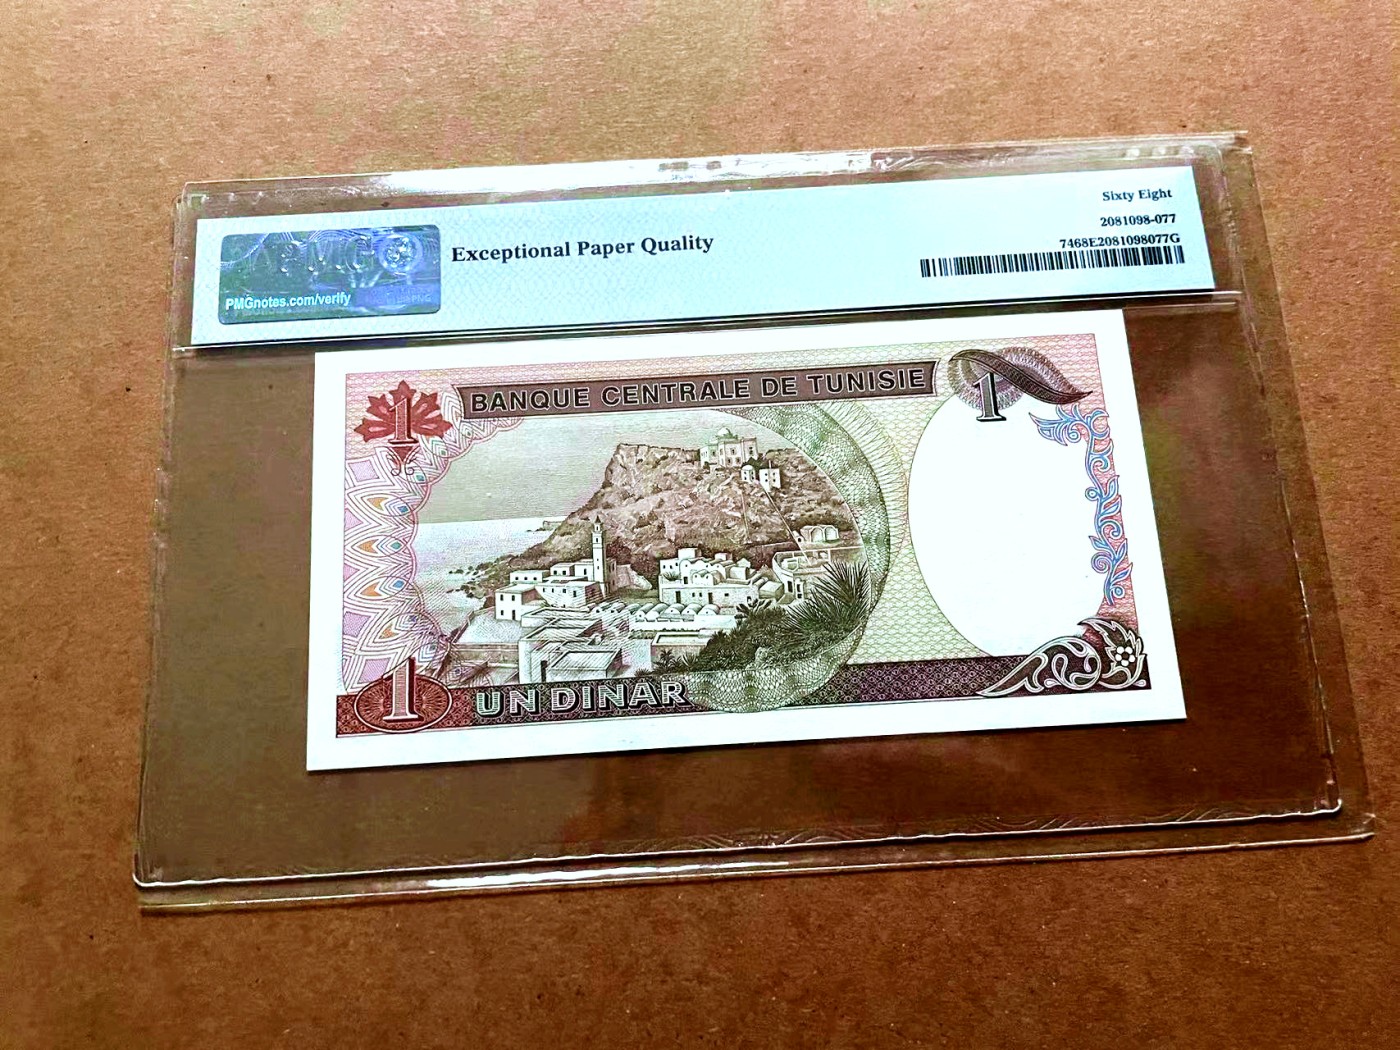 Sixty Eight
2081098-077
7468E2081098077G
PMG
PMGnotes.com/verify
Exceptional Paper Quality
1
BANQUE CENTRALE DE TUNISIE
1
1
UN DINAR